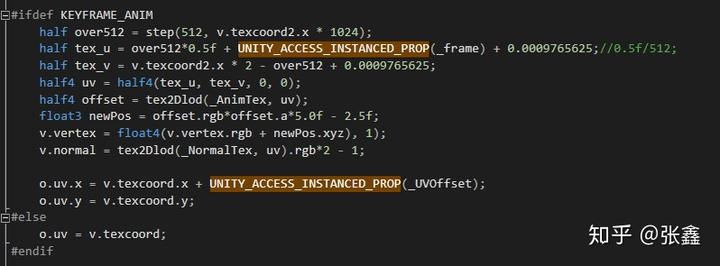 #ifdef KEYFRAME_ANIM
half over512 = step(512, v.texcoord2.x * 1024);
half tex_u = over512*0.5f + UNITY_ACCESS_INSTANCED_PROP(_frame) + 0.0009765625;//0.5f/512;
half tex_v = v.texcoord2.x * 2 - over512 + 0.0009765625;
half4 uv = half4(tex_u, tex_v, 0, 0);
half4 offset = tex2Dlod(_AnimTex, uv);
float3 newPos = offset.rgb*offset.a*5.0f - 2.5f;
v.vertex = float4(v.vertex.rgb + newPos.xyz), 1);
v.normal = tex2Dlod(_NormalTex, uv).rgb*2 - 1;
o.uv.x = v.texcoord.x + UNITY_ACCESS_INSTANCED_PROP(_UVOffset);
o.uv.y = v.texcoord.y;
#else
o.uv = v.texcoord;
#endif
知乎 @张鑫